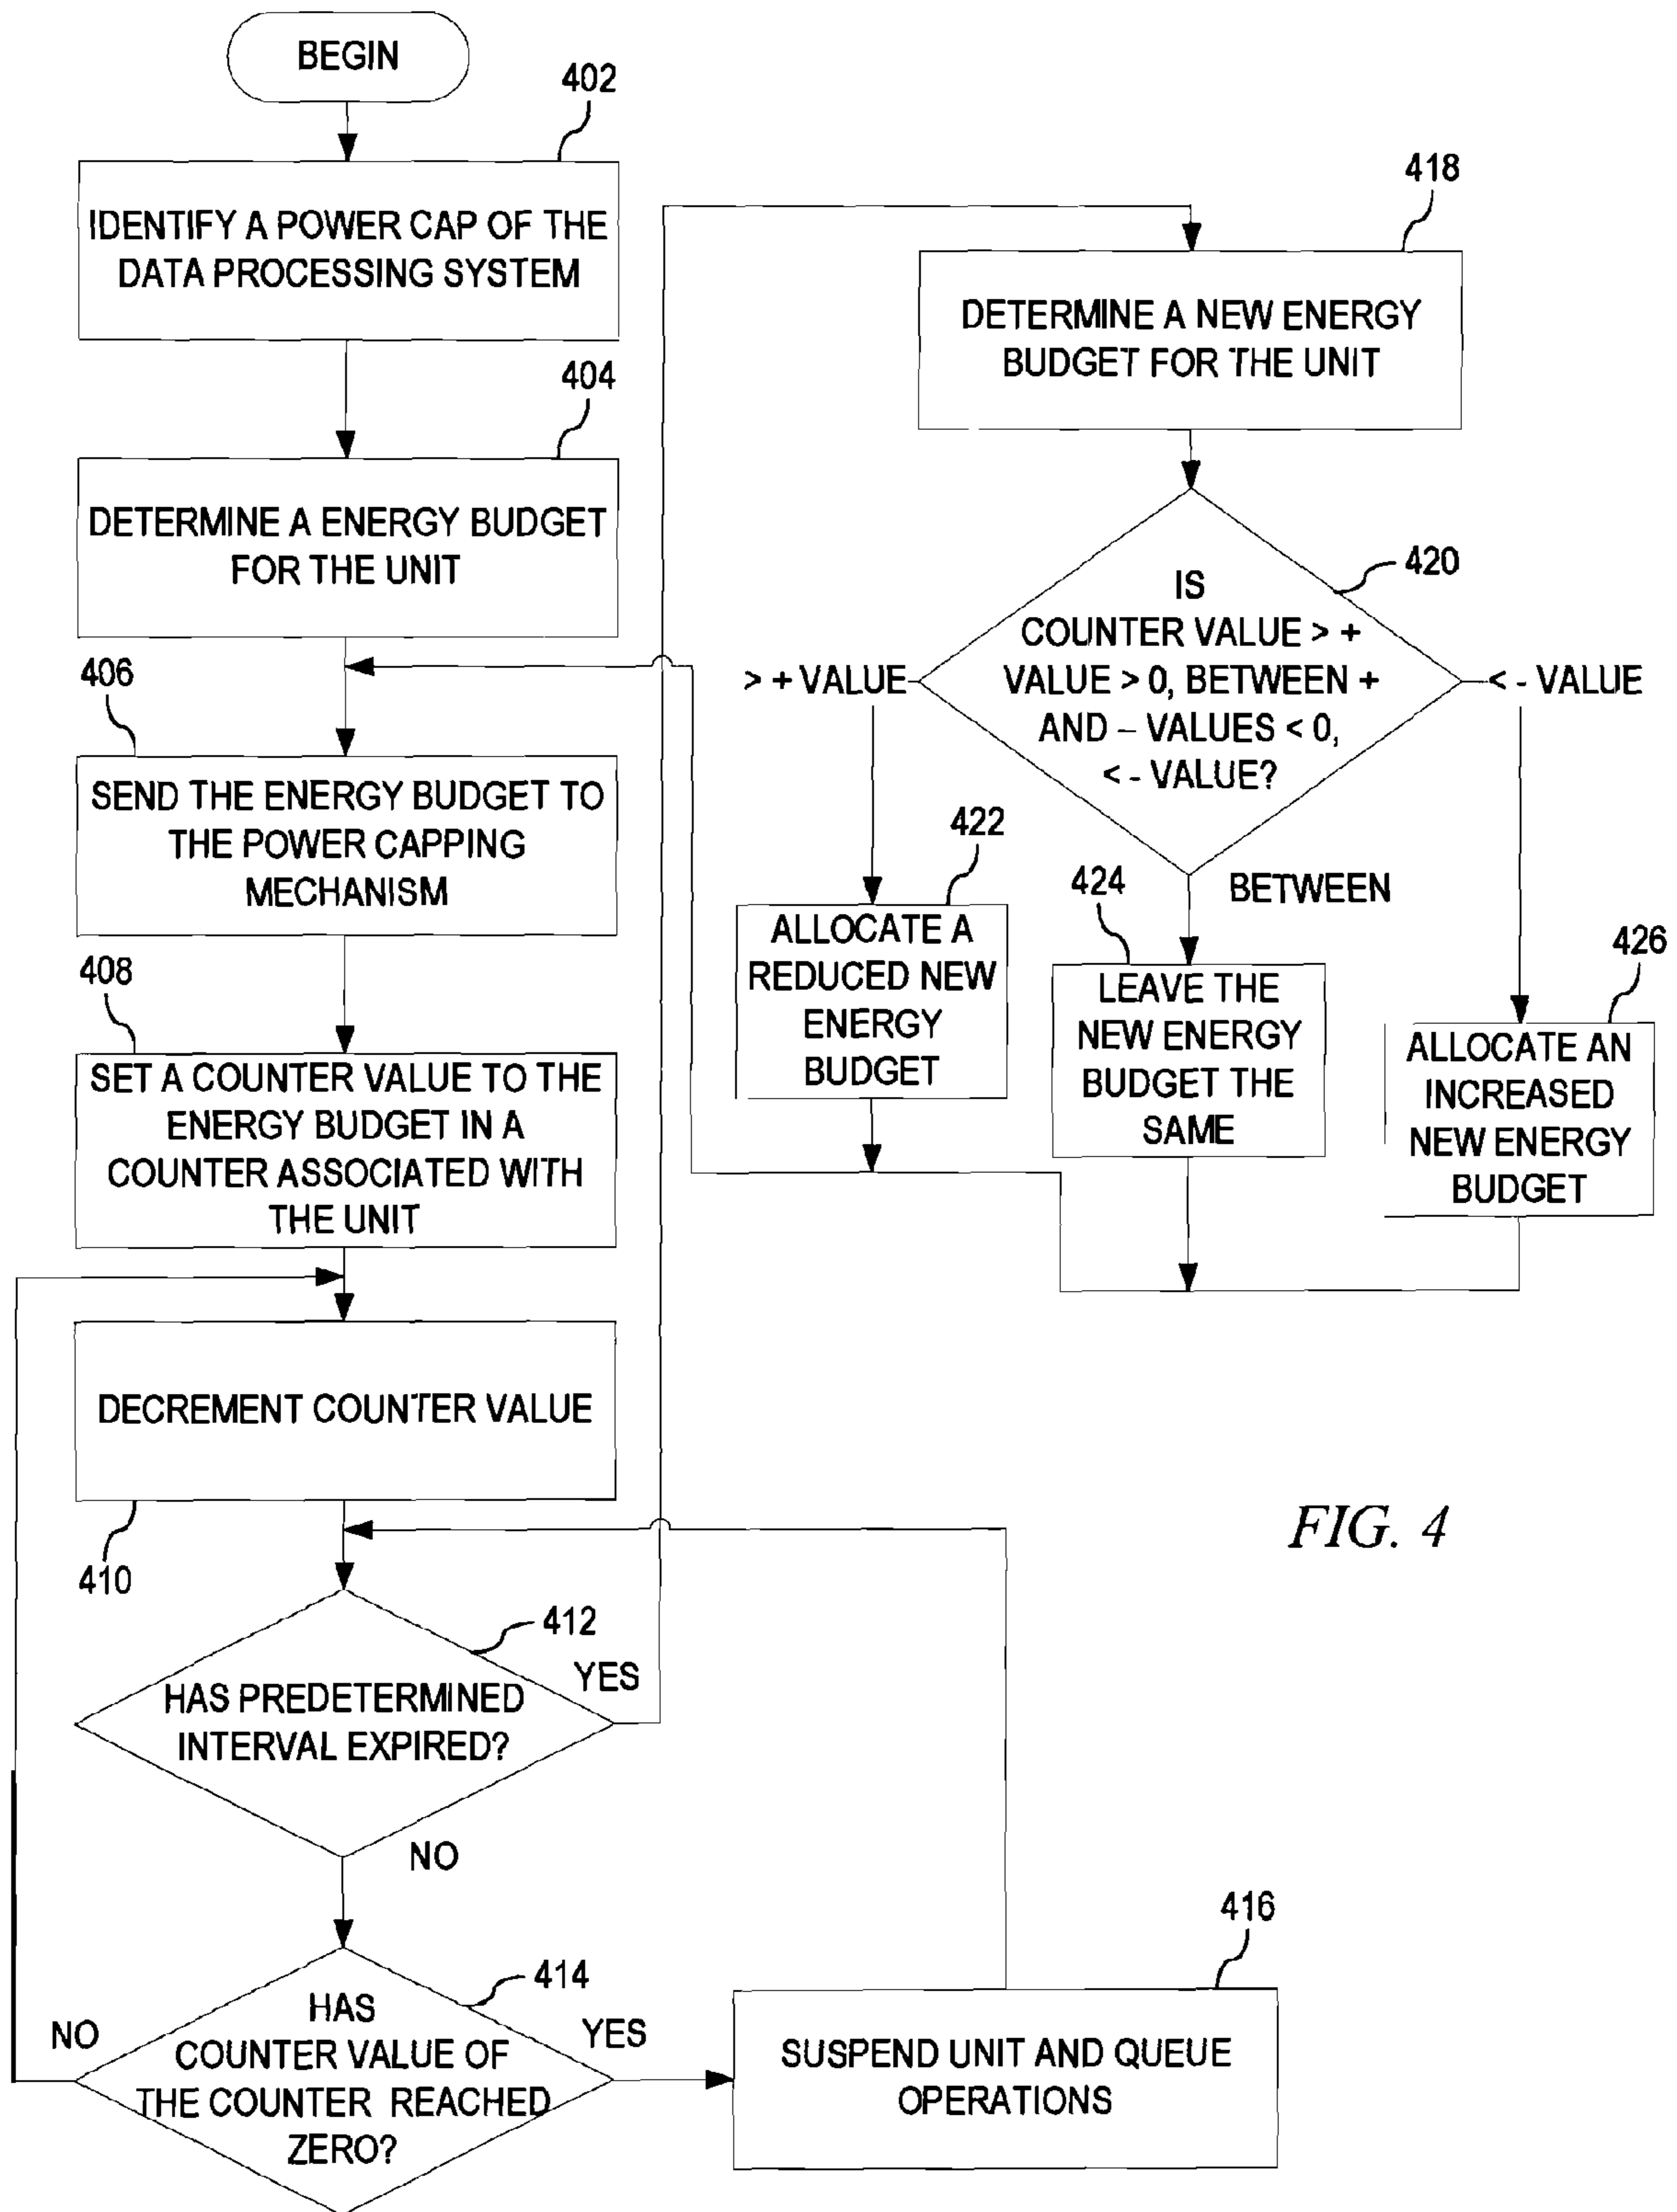 BEGIN
402
IDENTIFY A POWER CAP OF THE
DATA PROCESSING SYSTEM
404
DETERMINE A ENERGY BUDGET
FOR THE UNIT
406
SEND THE ENERGY BUDGET TO
THE POWER CAPPING
MECHANISM
408
SET A COUNTER VALUE TO THE
ENERGY BUDGET IN A
COUNTER ASSOCIATED WITH
THE UNIT
DECREMENT COUNTER VALUE
410
412
HAS PREDETERMINED
INTERVAL EXPIRED?
YES
NO
414
HAS
COUNTER VALUE OF
THE COUNTER REACHED
ZERO?
NO
YES
416
SUSPEND UNIT AND QUEUE
OPERATIONS
418
DETERMINE A NEW ENERGY
BUDGET FOR THE UNIT
420
IS
COUNTER VALUE > +
VALUE > 0, BETWEEN +
AND – VALUES < 0,
< - VALUE?
> + VALUE
< - VALUE
BETWEEN
422
ALLOCATE A
REDUCED NEW
ENERGY
BUDGET
424
LEAVE THE
NEW ENERGY
BUDGET THE
SAME
426
ALLOCATE AN
INCREASED
NEW ENERGY
BUDGET
FIG. 4